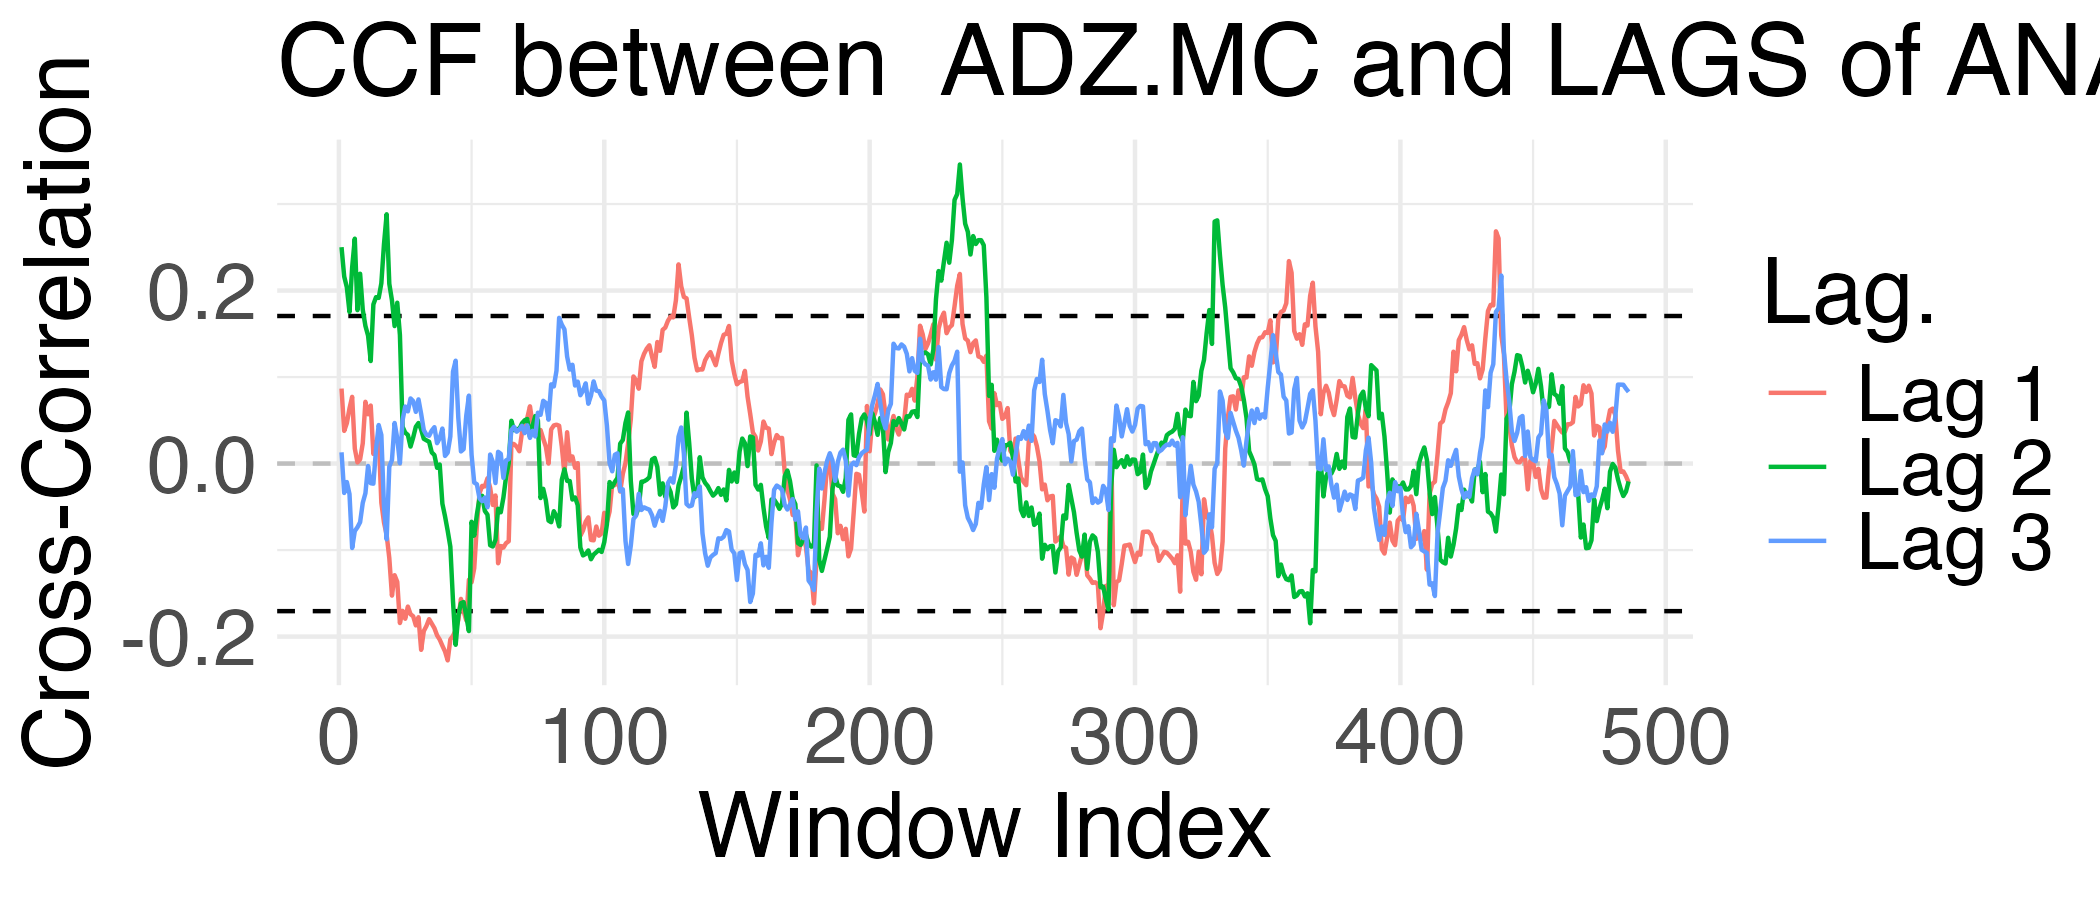 CCF between  ADZ.MC and LAGS of ANA
Cross-Correlation
0.2
0.0
-0.2
0 100 200 300 400 500
Window Index
Lag.
Lag 1
Lag 2
Lag 3